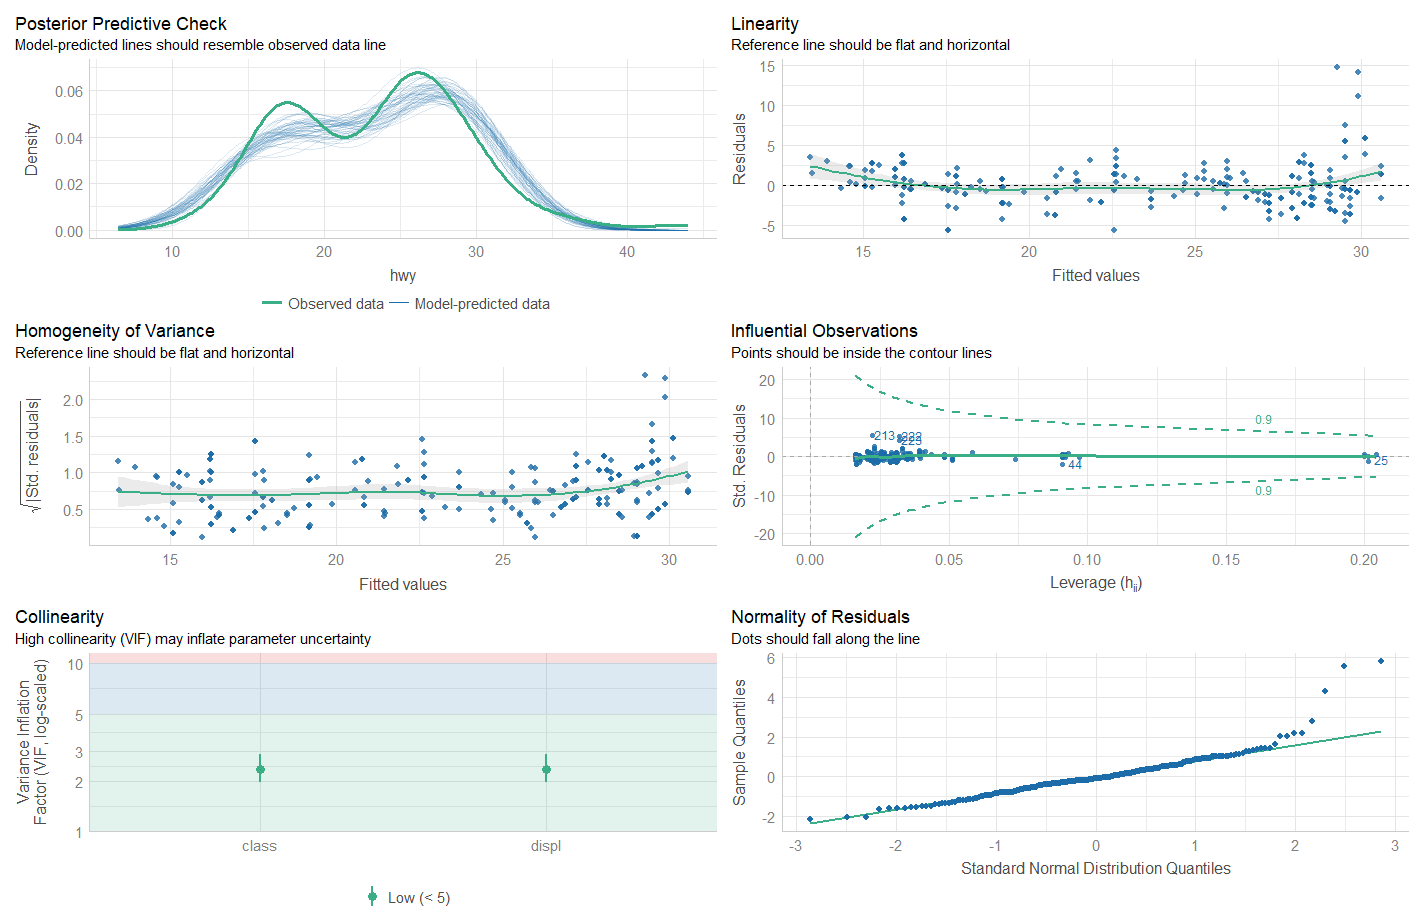 Posterior Predictive Check
Model-predicted lines should resemble observed data line
Density
0.06
0.04
0.02
0.00
10
20
30
40
hwy
Observed data
Model-predicted data
Linearity
Reference line should be flat and horizontal
Residuals
15
10
5
0
-5
15
20
25
30
Fitted values
Homogeneity of Variance
Reference line should be flat and horizontal
√|Std. residuals|
2.0
1.5
1.0
0.5
15
20
25
30
Fitted values
Influential Observations
Points should be inside the contour lines
Std. Residuals
20
10
0
-10
-20
0.9
0.9
213
222
223
44
25
0.00
0.05
0.10
0.15
0.20
Leverage (hii)
Collinearity
High collinearity (VIF) may inflate parameter uncertainty
Variance Inflation
Factor (VIF, log-scaled)
10
5
3
2
1
class
displ
Low (< 5)
Normality of Residuals
Dots should fall along the line
Sample Quantiles
6
4
2
0
-2
-3
-2
-1
0
1
2
3
Standard Normal Distribution Quantiles